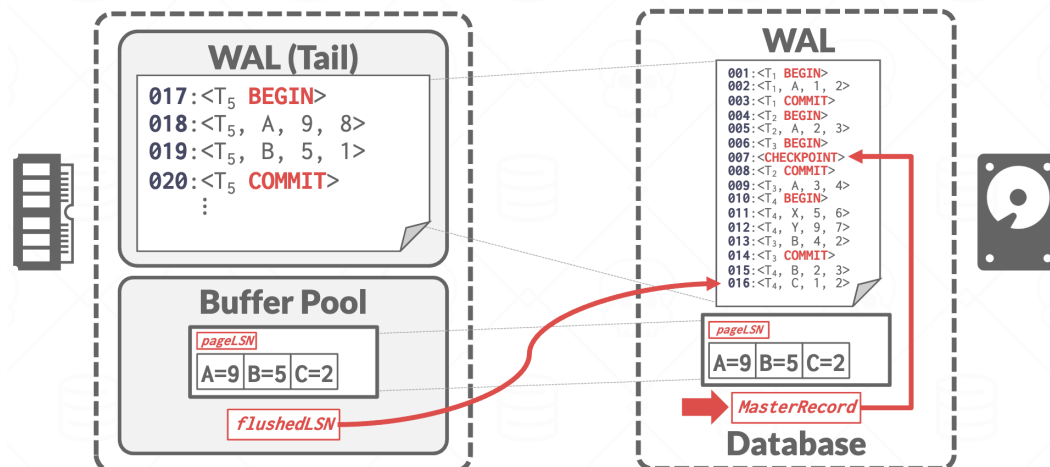 WAL (Tail)
017:<T₅ BEGIN>
018:<T₅, A, 9, 8>
019:<T₅, B, 5, 1>
020:<T₅ COMMIT>
⋮
Buffer Pool
pageLSN
A=9 B=5 C=2
flushedLSN
WAL
001:<T₁ BEGIN>
002:<T₁, A, 1, 2>
003:<T₁ COMMIT>
004:<T₂ BEGIN>
005:<T₂, A, 2, 3>
006:<T₃ BEGIN>
007:<CHECKPOINT>
008:<T₂ COMMIT>
009:<T₃, A, 3, 4>
010:<T₄ BEGIN>
011:<T₄, X, 5, 6>
012:<T₄, Y, 9, 7>
013:<T₃, B, 4, 2>
014:<T₃ COMMIT>
015:<T₄, B, 2, 3>
016:<T₄, C, 1, 2>
pageLSN
A=9 B=5 C=2
MasterRecord
Database